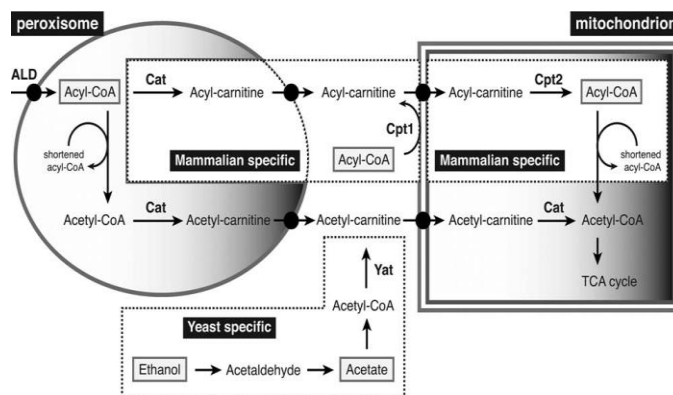 peroxisome
mitochondrion
ALD
Acyl-CoA
Cat
Acyl-carnitine
Acyl-carnitine
Acyl-carnitine
Cpt2
Acyl-CoA
Cpt1
shortened
acyl-CoA
Mammalian specific
Acyl-CoA
Mammalian specific
shortened
acyl-CoA
Acetyl-CoA
Cat
Acetyl-carnitine
Acetyl-carnitine
Acetyl-carnitine
Cat
Acetyl-CoA
Yat
TCA cycle
Acetyl-CoA
Yeast specific
Ethanol
Acetaldehyde
Acetate